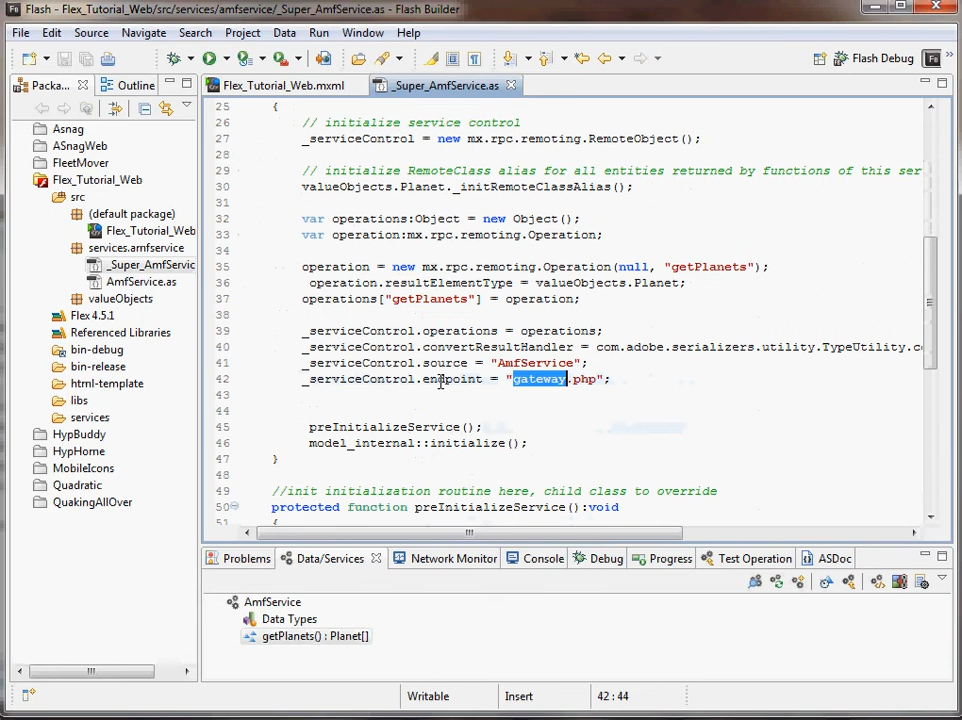 Flash - Flex_Tutorial_Web/src/services/amfservice/_Super_AmfService.as - Flash Builder
File Edit Source Navigate Search Project Data Run Window Help
Flash Debug
Packa... Outline
Flex_Tutorial_Web.mxml _Super_AmfService.as
Asnag
ASnagWeb
FleetMover
Flex_Tutorial_Web
src
(default package)
Flex_Tutorial_Web
services.amfservice
_Super_AmfServic
AmfService.as
valueObjects
Flex 4.5.1
Referenced Libraries
bin-debug
bin-release
html-template
libs
services
HypBuddy
HypHome
MobileIcons
Quadratic
QuakingAllOver
25 {
26 // initialize service control
27 _serviceControl = new mx.rpc.remoting.RemoteObject();
28
29 // initialize RemoteClass alias for all entities returned by functions of this ser
30 valueObjects.Planet._initRemoteClassAlias();
31
32 var operations:Object = new Object();
33 var operation:mx.rpc.remoting.Operation;
34
35 operation = new mx.rpc.remoting.Operation(null, "getPlanets");
36 operation.resultElementType = valueObjects.Planet;
37 operations["getPlanets"] = operation;
38
39 _serviceControl.operations = operations;
40 _serviceControl.convertResultHandler = com.adobe.serializers.utility.TypeUtility.co
41 _serviceControl.source = "AmfService";
42 _serviceControl.endpoint = "gateway.php";
43
44
45 preInitializeService();
46 model_internal::initialize();
47 }
48
49 //init initialization routine here, child class to override
50 protected function preInitializeService():void
51 {
Problems Data/Services Network Monitor Console Debug Progress Test Operation ASDoc
AmfService
Data Types
getPlanets() : Planet[]
Writable Insert 42 : 44